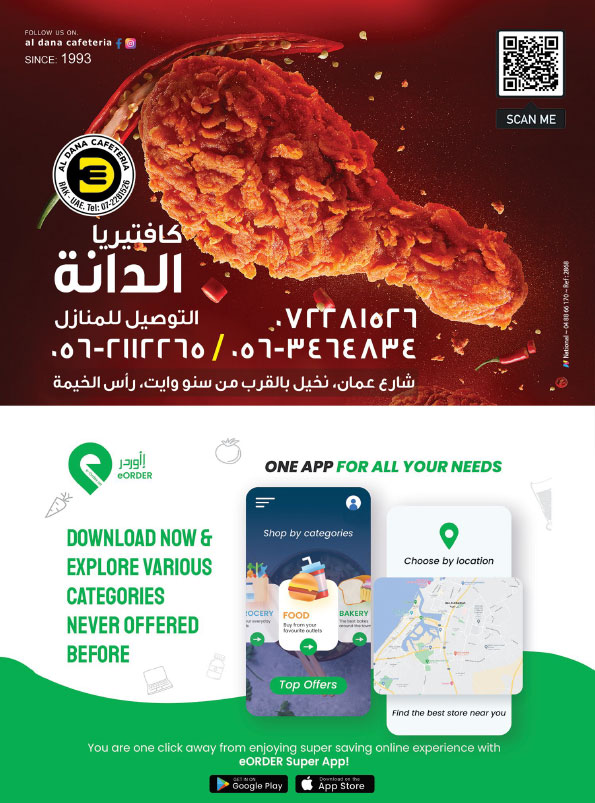 FOLLOW US ON.
al dana cafeteria
SINCE: 1993
SCAN ME
AL DANA CAFETERIA
RAK - UAE. Tel: 07-2281526
كافتيريا
الدانة
التوصيل للمنازل
٠٧٢٢٨١٥٢٦
٠٥٦-٢١١٢٢٦٥ / ٠٥٦-٣٤٦٤٨٣٤
شارع عمان، نخيل بالقرب من سنو وايت، رأس الخيمة
National – 04 88 66 170 – Ref: 2868
أوردر
eORDER
ONE APP FOR ALL YOUR NEEDS
DOWNLOAD NOW &
EXPLORE VARIOUS
CATEGORIES
NEVER OFFERED
BEFORE
Shop by categories
FOOD
Buy from your
favourite outlets
BAKERY
The best bakes
around the town
Top Offers
Choose by location
Find the best store near you
You are one click away from enjoying super saving online experience with
eORDER Super App!
GET IN ON
Google Play
Download on the
App Store